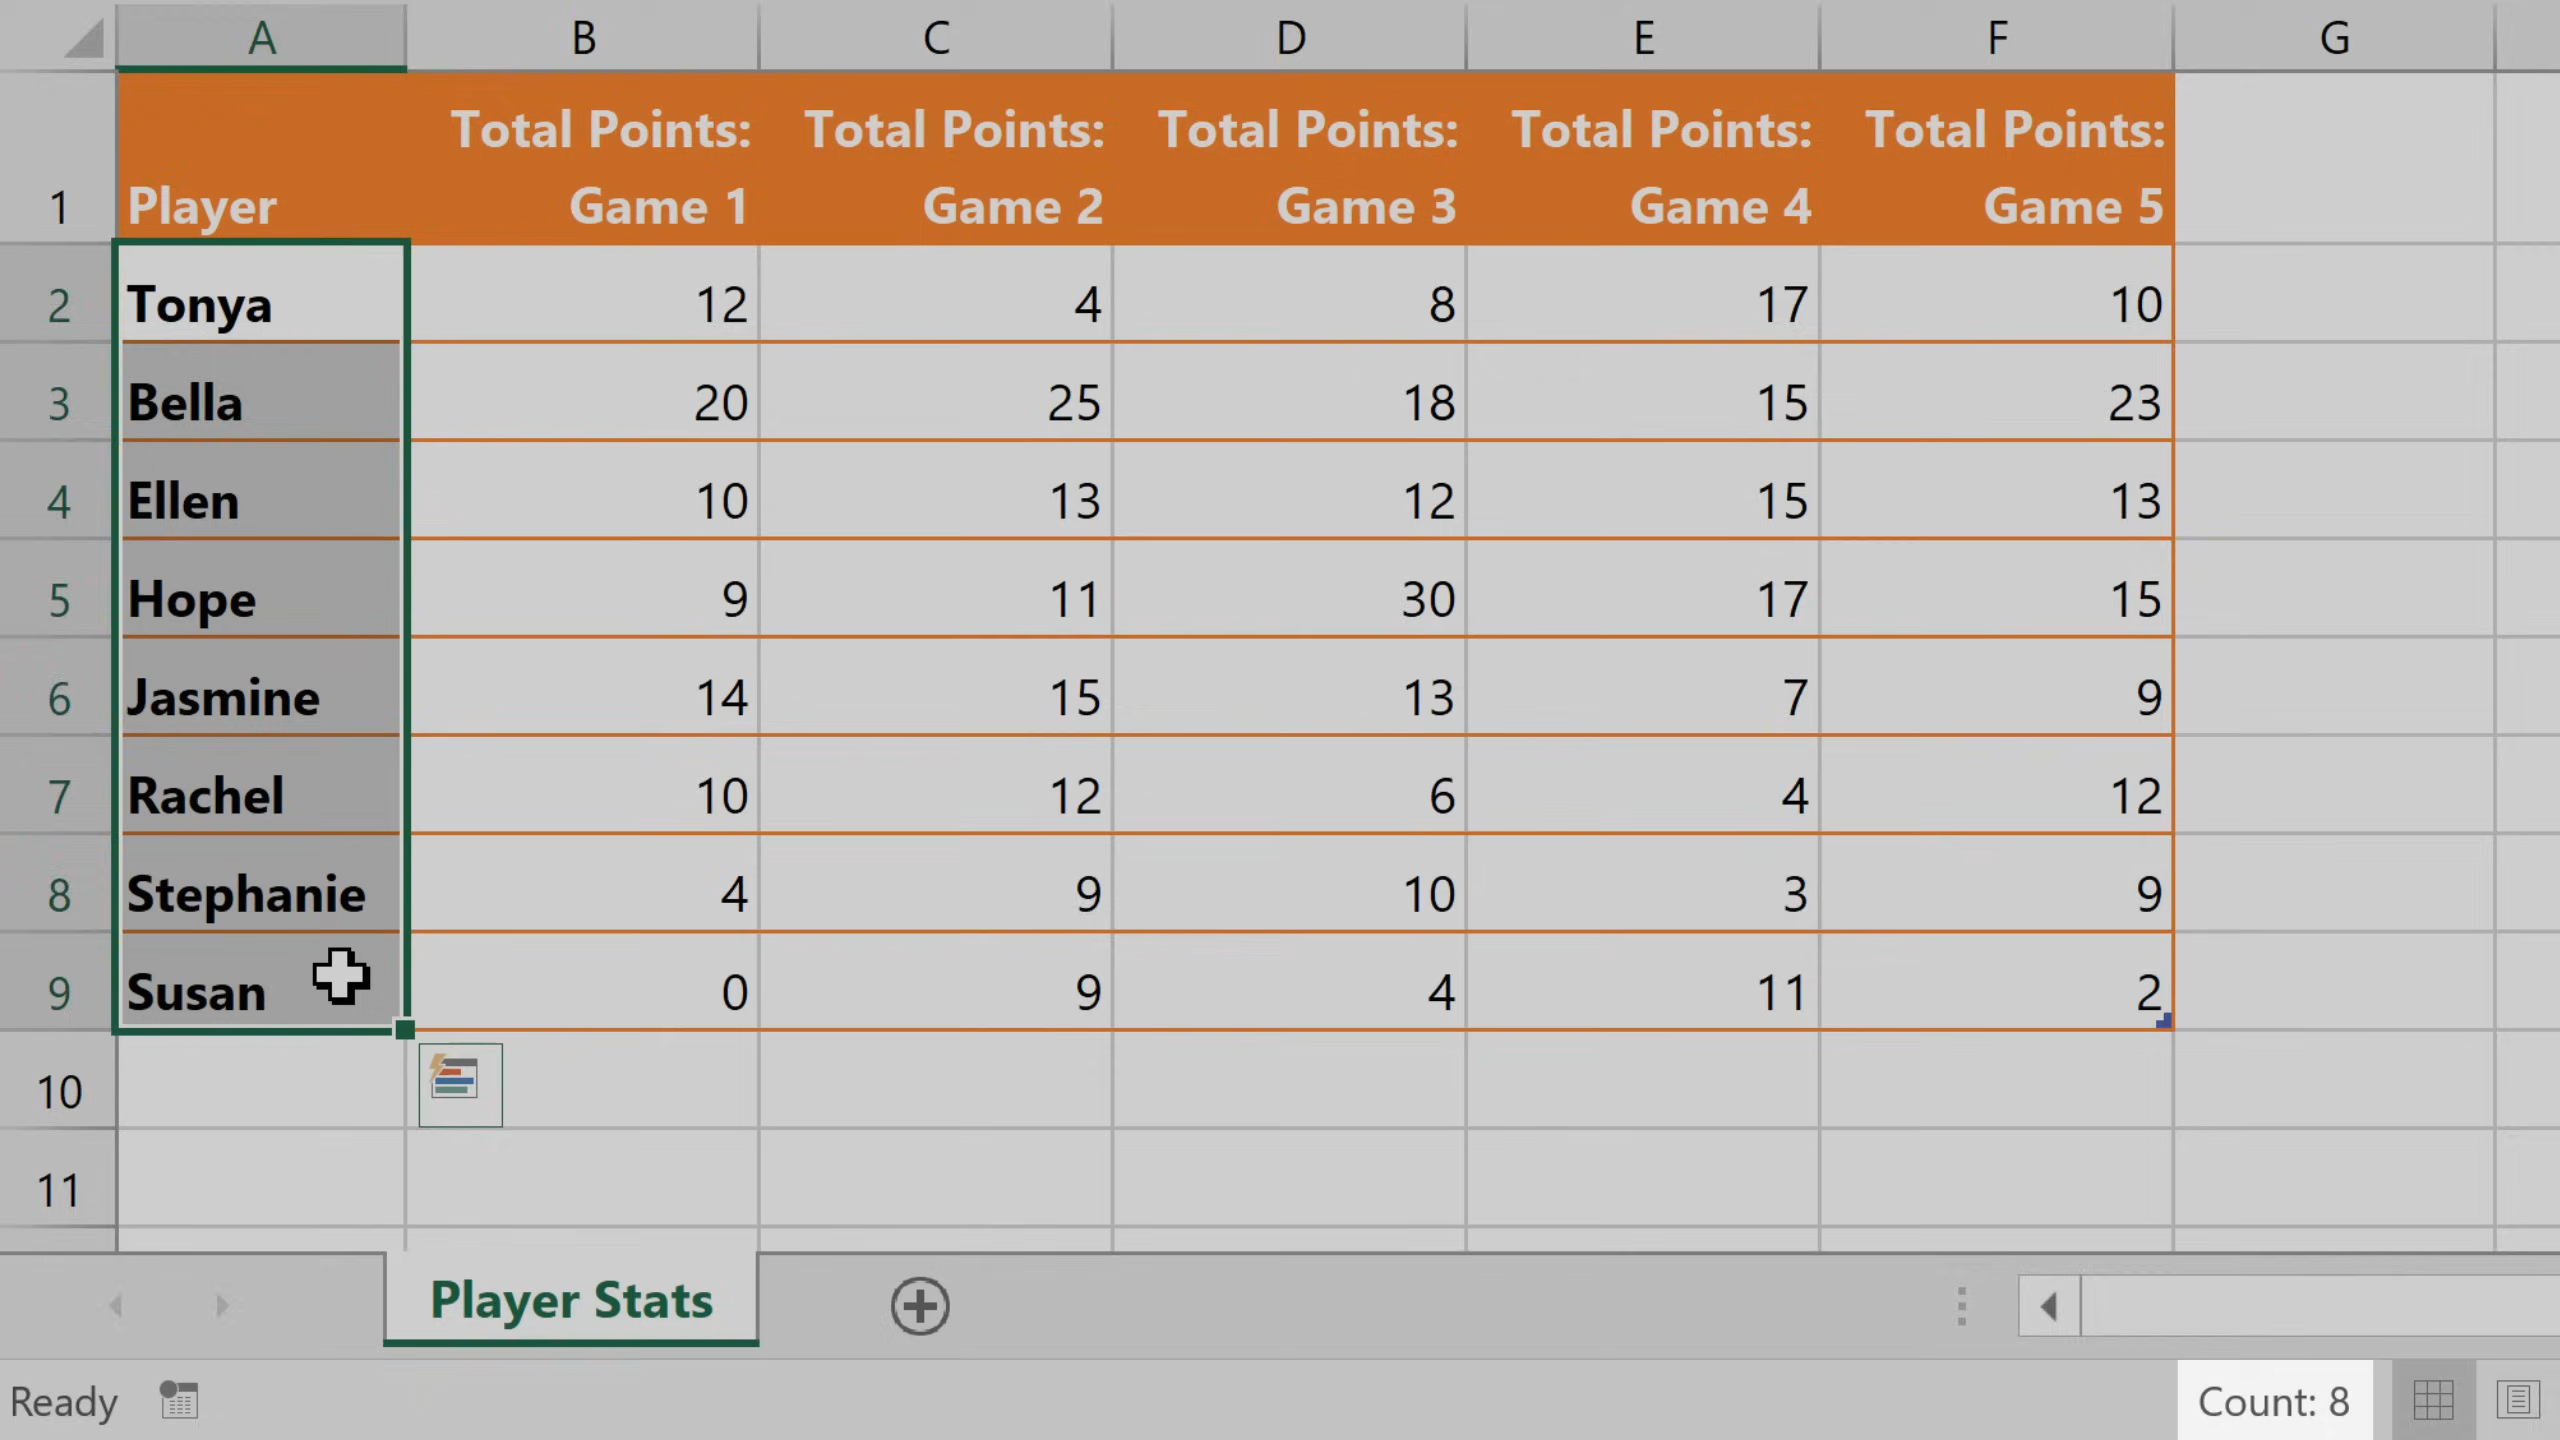 A B C D E F G
Total Points: Total Points: Total Points: Total Points: Total Points:
1 Player Game 1 Game 2 Game 3 Game 4 Game 5
2 Tonya 12 4 8 17 10
3 Bella 20 25 18 15 23
4 Ellen 10 13 12 15 13
5 Hope 9 11 30 17 15
6 Jasmine 14 15 13 7 9
7 Rachel 10 12 6 4 12
8 Stephanie 4 9 10 3 9
9 Susan 0 9 4 11 2
10
11
Player Stats
Ready Count: 8